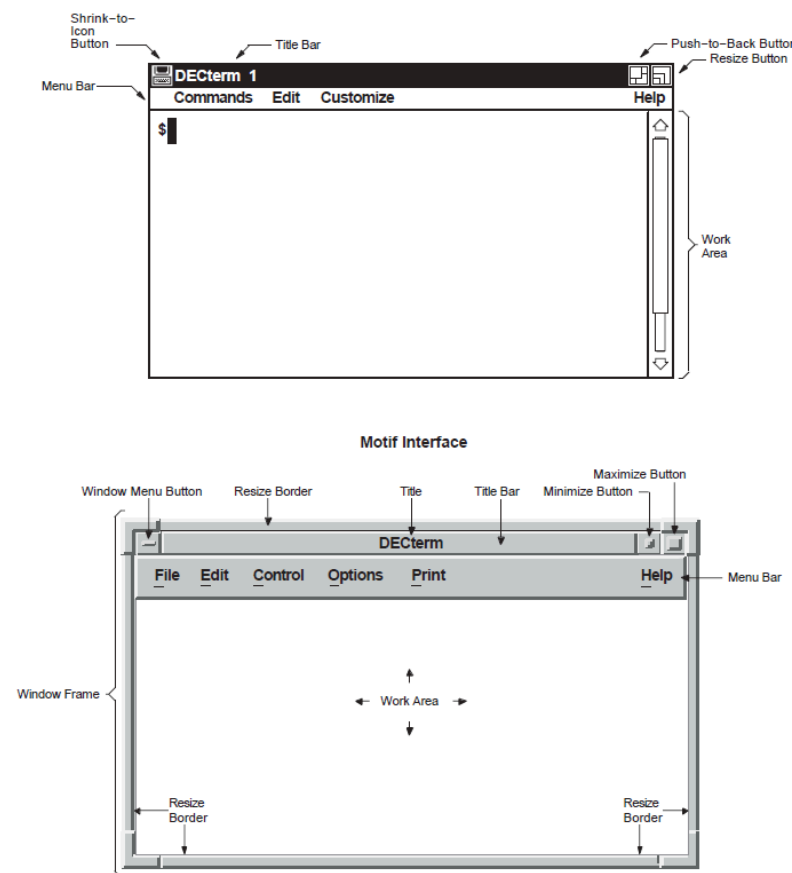 Shrink–to–
Icon
Button
Title Bar
Push–to–Back Button
Resize Button
Menu Bar
DECterm 1
Commands Edit Customize Help
$
Work
Area
Motif Interface
Maximize Button
Window Menu Button Resize Border Title Title Bar Minimize Button
DECterm
File Edit Control Options Print Help
Menu Bar
Window Frame
Work Area
Resize
Border
Resize
Border